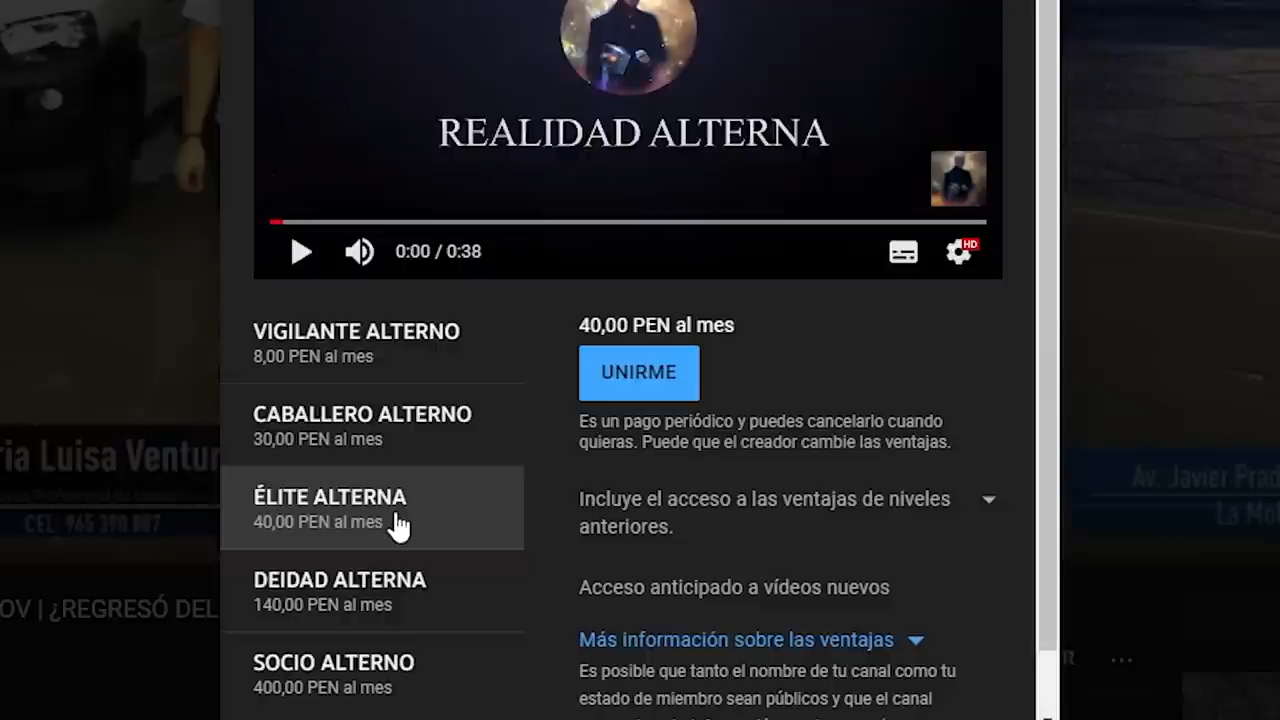 REALIDAD ALTERNA
0:00 / 0:38
HD
VIGILANTE ALTERNO
8,00 PEN al mes
CABALLERO ALTERNO
30,00 PEN al mes
ÉLITE ALTERNA
40,00 PEN al mes
DEIDAD ALTERNA
140,00 PEN al mes
SOCIO ALTERNO
400,00 PEN al mes
40,00 PEN al mes
UNIRME
Es un pago periódico y puedes cancelarlo cuando
quieras. Puede que el creador cambie las ventajas.
Incluye el acceso a las ventajas de niveles
anteriores.
Acceso anticipado a vídeos nuevos
Más información sobre las ventajas
Es posible que tanto el nombre de tu canal como tu
estado de miembro sean públicos y que el canal
ria Luisa Ventur
CEL: 965 390 807
OV | ¿REGRESÓ DEL
Av. Javier Prad
La Mo
R